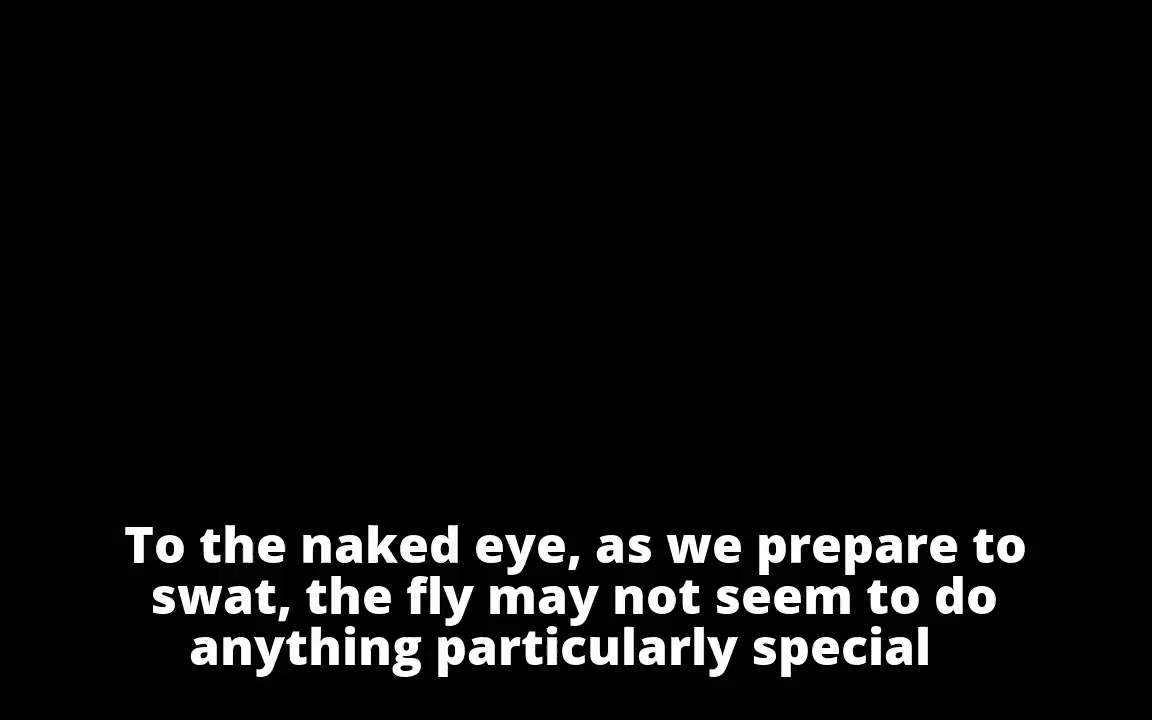 To the naked eye, as we prepare to
swat, the fly may not seem to do
anything particularly special